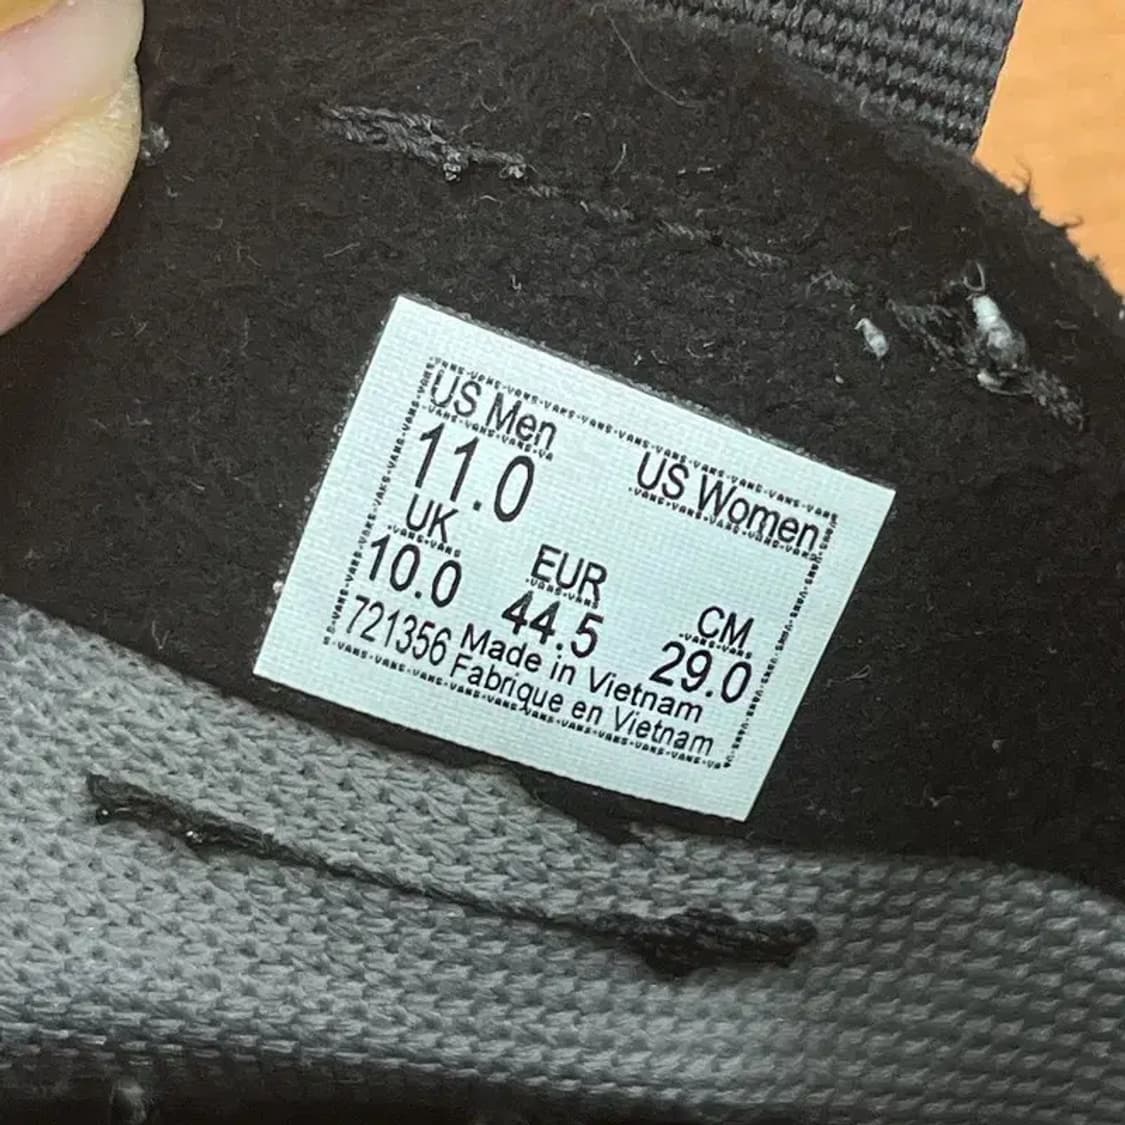 US Men
US Women
11.0
UK
EUR
CM
10.0
44.5
29.0
721356
Made in Vietnam
Fabriqué en Vietnam